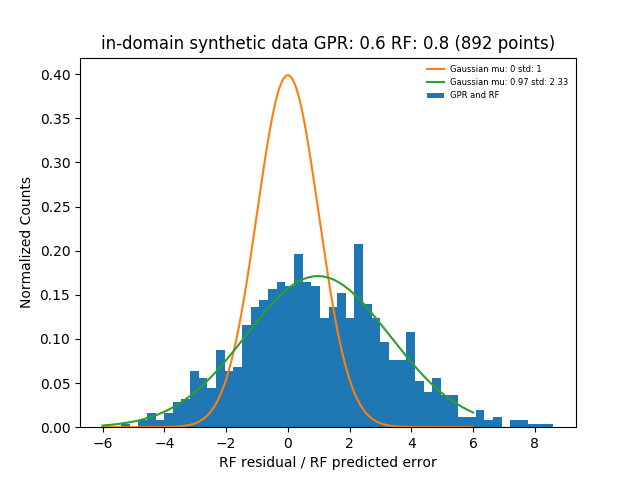 in-domain synthetic data GPR: 0.6 RF: 0.8 (892 points)
Gaussian mu: 0 std: 1
Gaussian mu: 0.97 std: 2.33
GPR and RF
Normalized Counts
0.40
0.35
0.30
0.25
0.20
0.15
0.10
0.05
0.00
−6 −4 −2 0 2 4 6 8
RF residual / RF predicted error